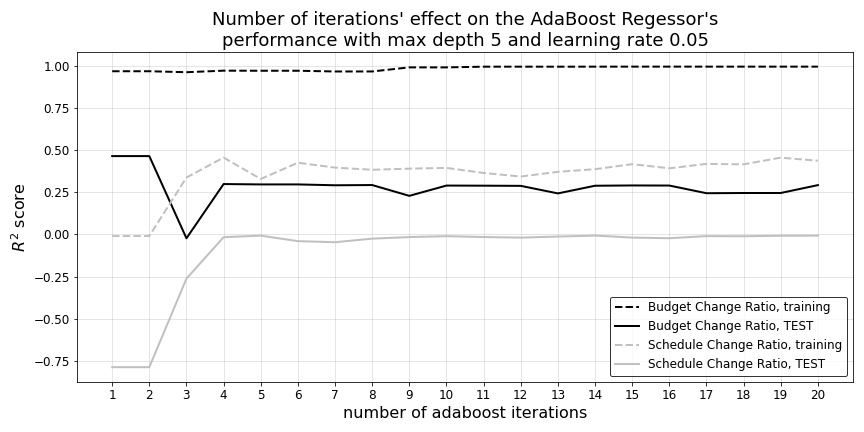 Number of iterations' effect on the AdaBoost Regessor's
performance with max depth 5 and learning rate 0.05
1.00
0.75
0.50
0.25
0.00
−0.25
−0.50
−0.75
R² score
Budget Change Ratio, training
Budget Change Ratio, TEST
Schedule Change Ratio, training
Schedule Change Ratio, TEST
1 2 3 4 5 6 7 8 9 10 11 12 13 14 15 16 17 18 19 20
number of adaboost iterations